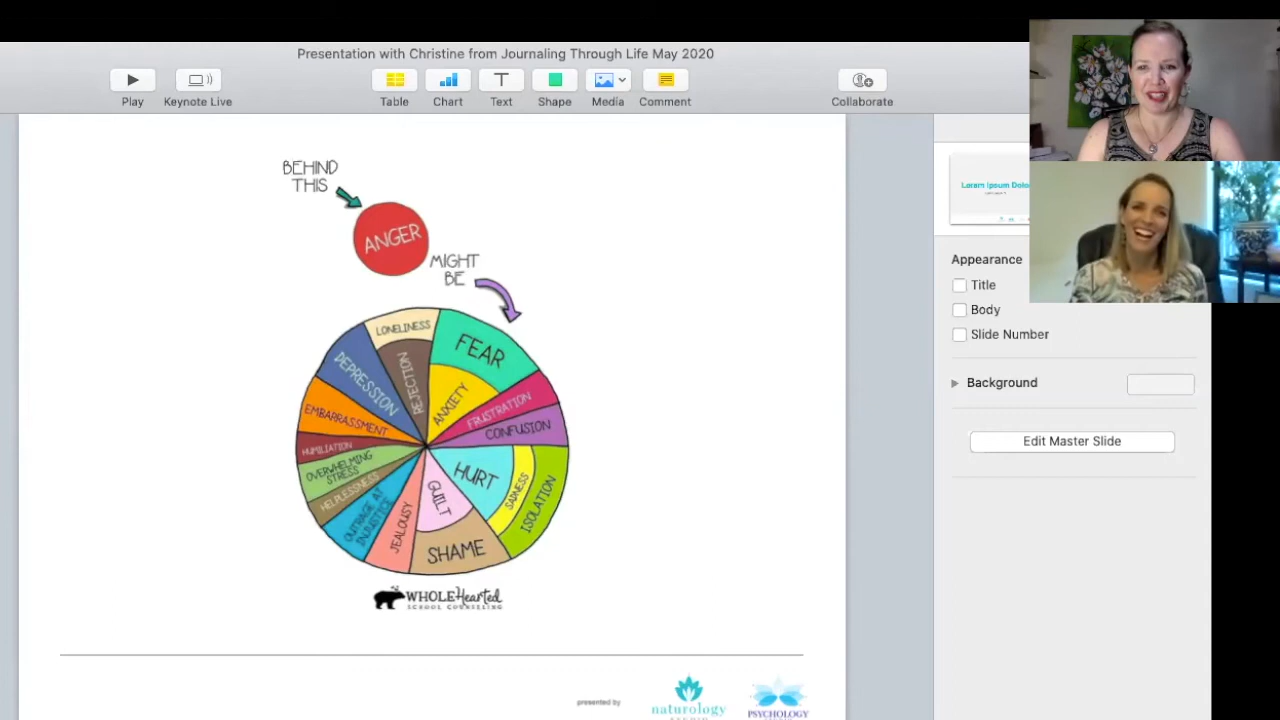 Presentation with Christine from Journaling Through Life May 2020
Play
Keynote Live
Table
Chart
Text
Shape
Media
Comment
Collaborate
BEHIND
THIS
ANGER
MIGHT
BE
LONELINESS
REJECTION
FEAR
ANXIETY
FRUSTRATION
CONFUSION
HURT
SADNESS
ISOLATION
GUILT
SHAME
JEALOUSY
OUTRAGE AT
INJUSTICE
HELPLESSNESS
OVERWHELMING
STRESS
HUMILIATION
EMBARRASSMENT
DEPRESSION
WHOLEHearted
SCHOOL COUNSELING
presented by
naturology
PSYCHOLOGY
Lorem Ipsum Dolo
Appearance
Title
Body
Slide Number
Background
Edit Master Slide